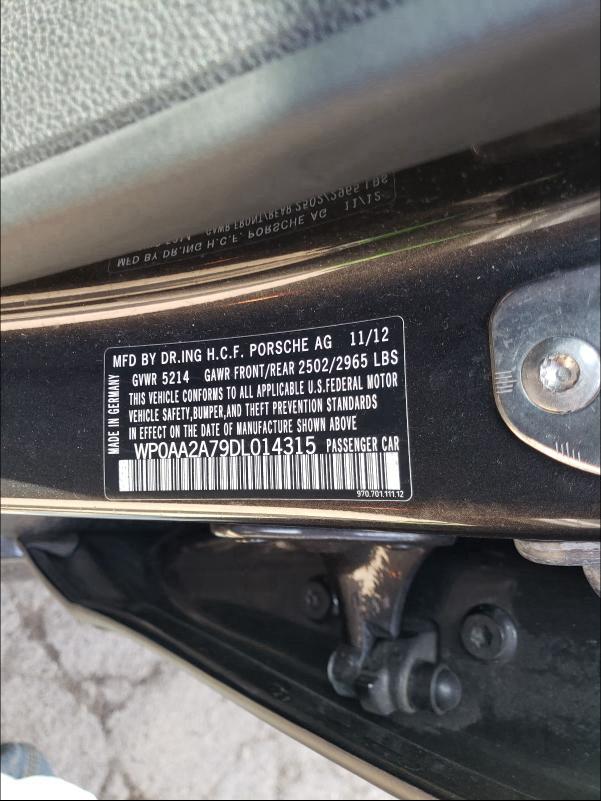 MADE IN GERMANY
MFD BY DR.ING H.C.F. PORSCHE AG 11/12
GVWR 5214 GAWR FRONT/REAR 2502/2965 LBS
THIS VEHICLE CONFORMS TO ALL APPLICABLE U.S.FEDERAL MOTOR
VEHICLE SAFETY,BUMPER,AND THEFT PREVENTION STANDARDS
IN EFFECT ON THE DATE OF MANUFACTURE SHOWN ABOVE.
WP0AA2A79DL014315 PASSENGER CAR
970.701.111.12